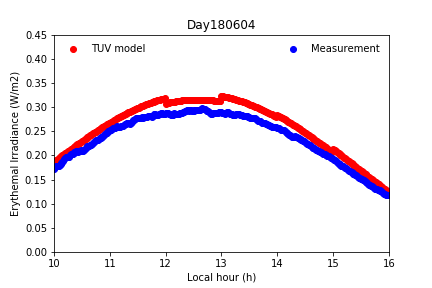 Day180604
TUV model
Measurement
Erythemal Irradiance (W/m2)
0.45
0.40
0.35
0.30
0.25
0.20
0.15
0.10
0.05
0.00
10 11 12 13 14 15 16
Local hour (h)